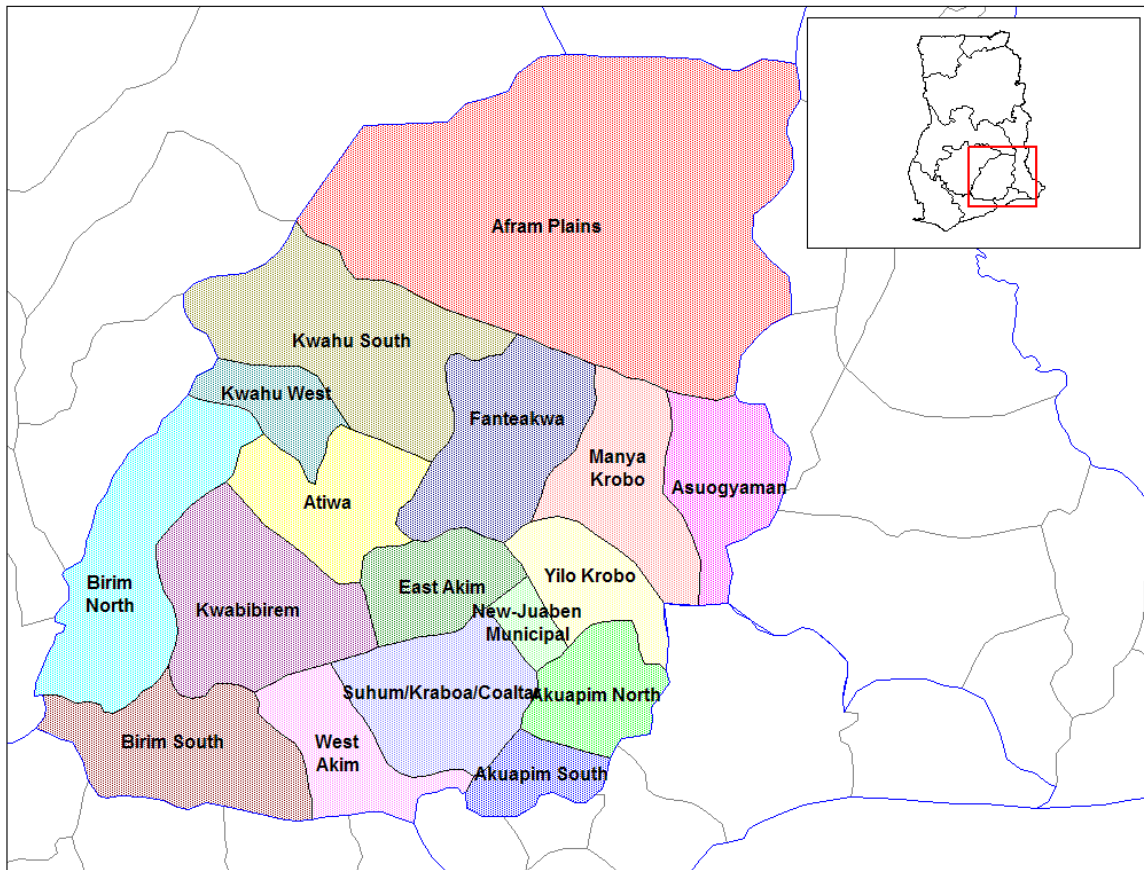 Afram Plains
Kwahu South
Kwahu West
Fanteakwa
Manya
Krobo
Asuogyaman
Atiwa
Birim
North
Kwabibirem
East Akim
Yilo Krobo
New-Juaben
Municipal
Suhum/Kraboa/Coaltar
Akuapim North
Birim South
West
Akim
Akuapim South